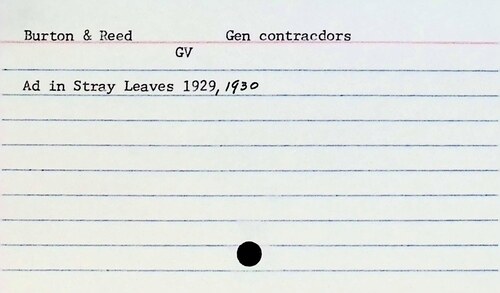 Burton & Reed Gen contracdors
GV
Ad in Stray Leaves 1929, 1930